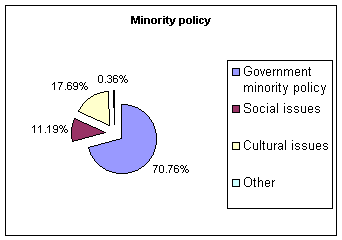 Minority policy
17.69%
0.36%
11.19%
70.76%
Government
minority policy
Social issues
Cultural issues
Other